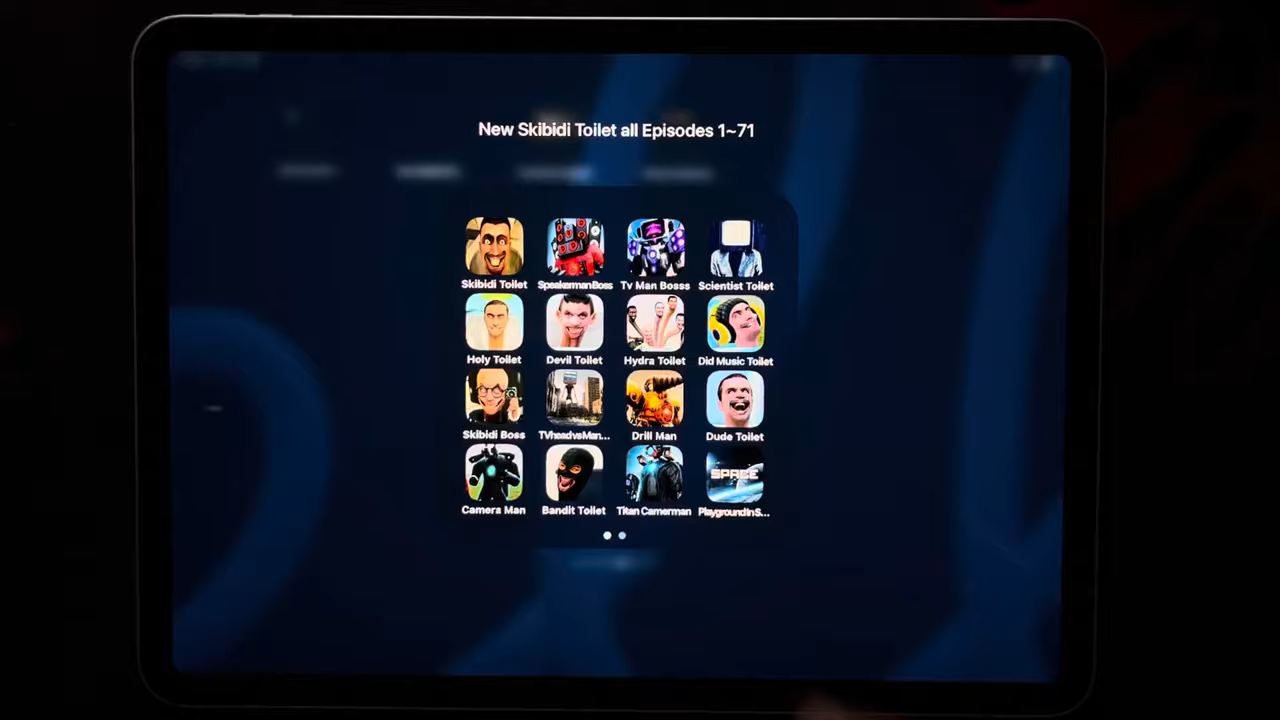 New Skibidi Toilet all Episodes 1~71
Skibidi Toilet
SpeakermanBoss
Tv Man Bosss
Scientist Toilet
Holy Toilet
Devil Toilet
Hydra Toilet
Did Music Toilet
Skibidi Boss
TVheadvsMan...
Drill Man
Dude Toilet
SPACE
Camera Man
Bandit Toilet
Titan Camerman
PlaygroundInS...